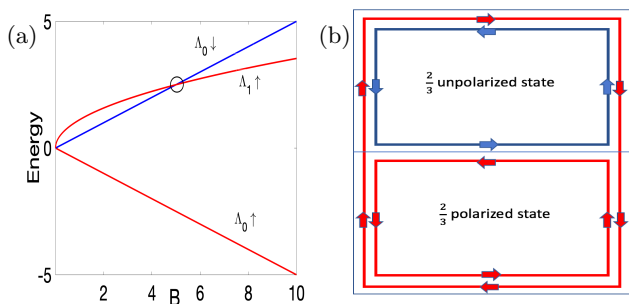 (a)
5
0
-5
Energy
Λ₀↓
Λ₁↑
Λ₀↑
2 4 6 8 10
B
(b)
2/3 unpolarized state
2/3 polarized state